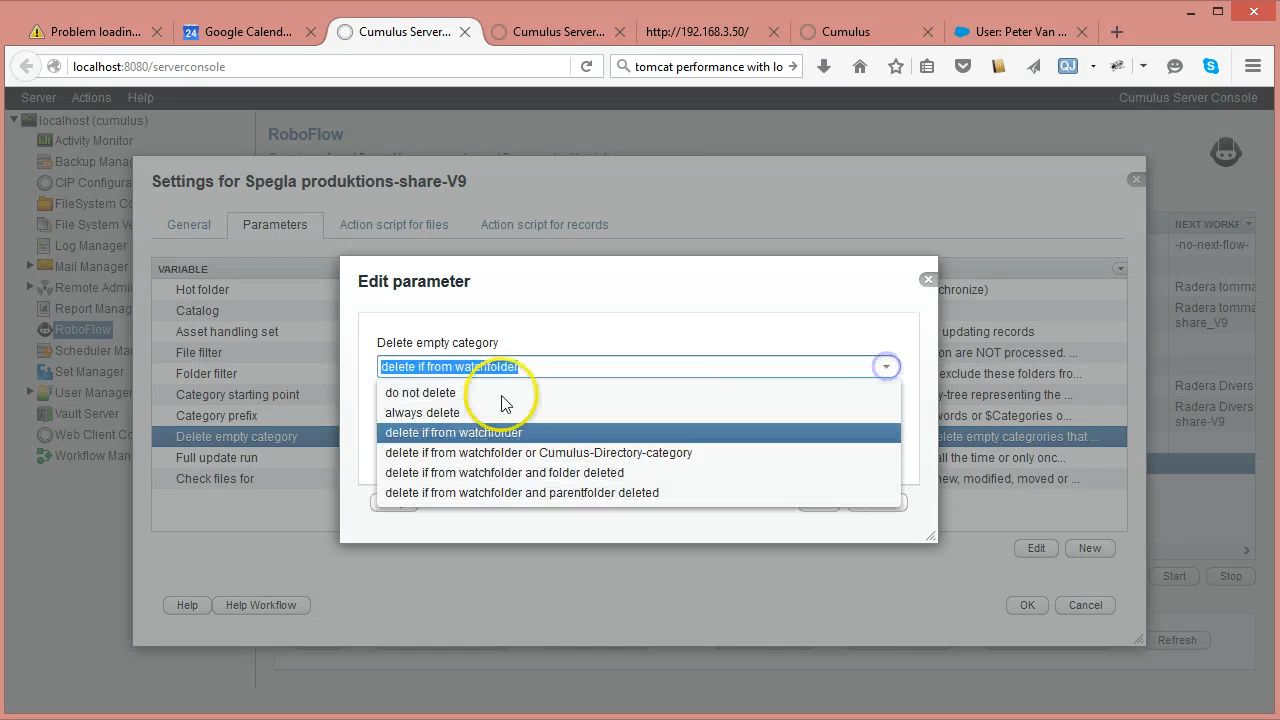 Problem loadin...
24 Google Calend...
Cumulus Server...
Cumulus Server...
http://192.168.3.50/
Cumulus
User: Peter Van ...
localhost:8080/serverconsole
tomcat performance with lo
QJ
Server Actions Help
Cumulus Server Console
localhost (cumulus)
Activity Monitor
Backup Mana
CIP Configura
FileSystem Co
File System Ve
Log Manager
Mail Manager
Remote Admi
Report Manag
RoboFlow
Scheduler Ma
Set Manager
User Manager
Vault Server
Web Client Co
Workflow Man
RoboFlow
Settings for Spegla produktions-share-V9
General Parameters Action script for files Action script for records
VARIABLE
Hot folder
Catalog
Asset handling set
File filter
Folder filter
Category starting point
Category prefix
Delete empty category
Full update run
Check files for
chronize)
updating records
on are NOT processed. ...
exclude these folders fro...
y-tree representing the ...
words or $Categories o...
elete empty categrories that ...
all the time or only onc...
new, modified, moved or ...
Edit New
Help Help Workflow
OK Cancel
Edit parameter
Delete empty category
delete if from watchfolder
do not delete
always delete
delete if from watchfolder
delete if from watchfolder or Cumulus-Directory-category
delete if from watchfolder and folder deleted
delete if from watchfolder and parentfolder deleted
NEXT WORKF
-no-next-flow-
Radera tomma
Radera tomma
share_V9
Radera Divers
Radera Divers
share-V9
Start Stop
Refresh